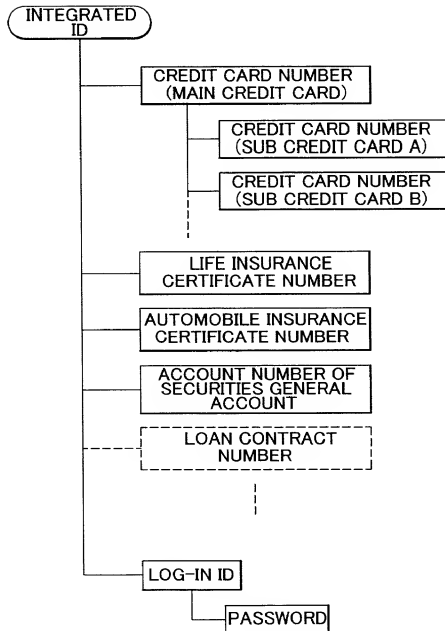 INTEGRATED
ID
CREDIT CARD NUMBER
(MAIN CREDIT CARD)
CREDIT CARD NUMBER
(SUB CREDIT CARD A)
CREDIT CARD NUMBER
(SUB CREDIT CARD B)
LIFE INSURANCE
CERTIFICATE NUMBER
AUTOMOBILE INSURANCE
CERTIFICATE NUMBER
ACCOUNT NUMBER OF
SECURITIES GENERAL
ACCOUNT
LOAN CONTRACT
NUMBER
LOG-IN ID
PASSWORD